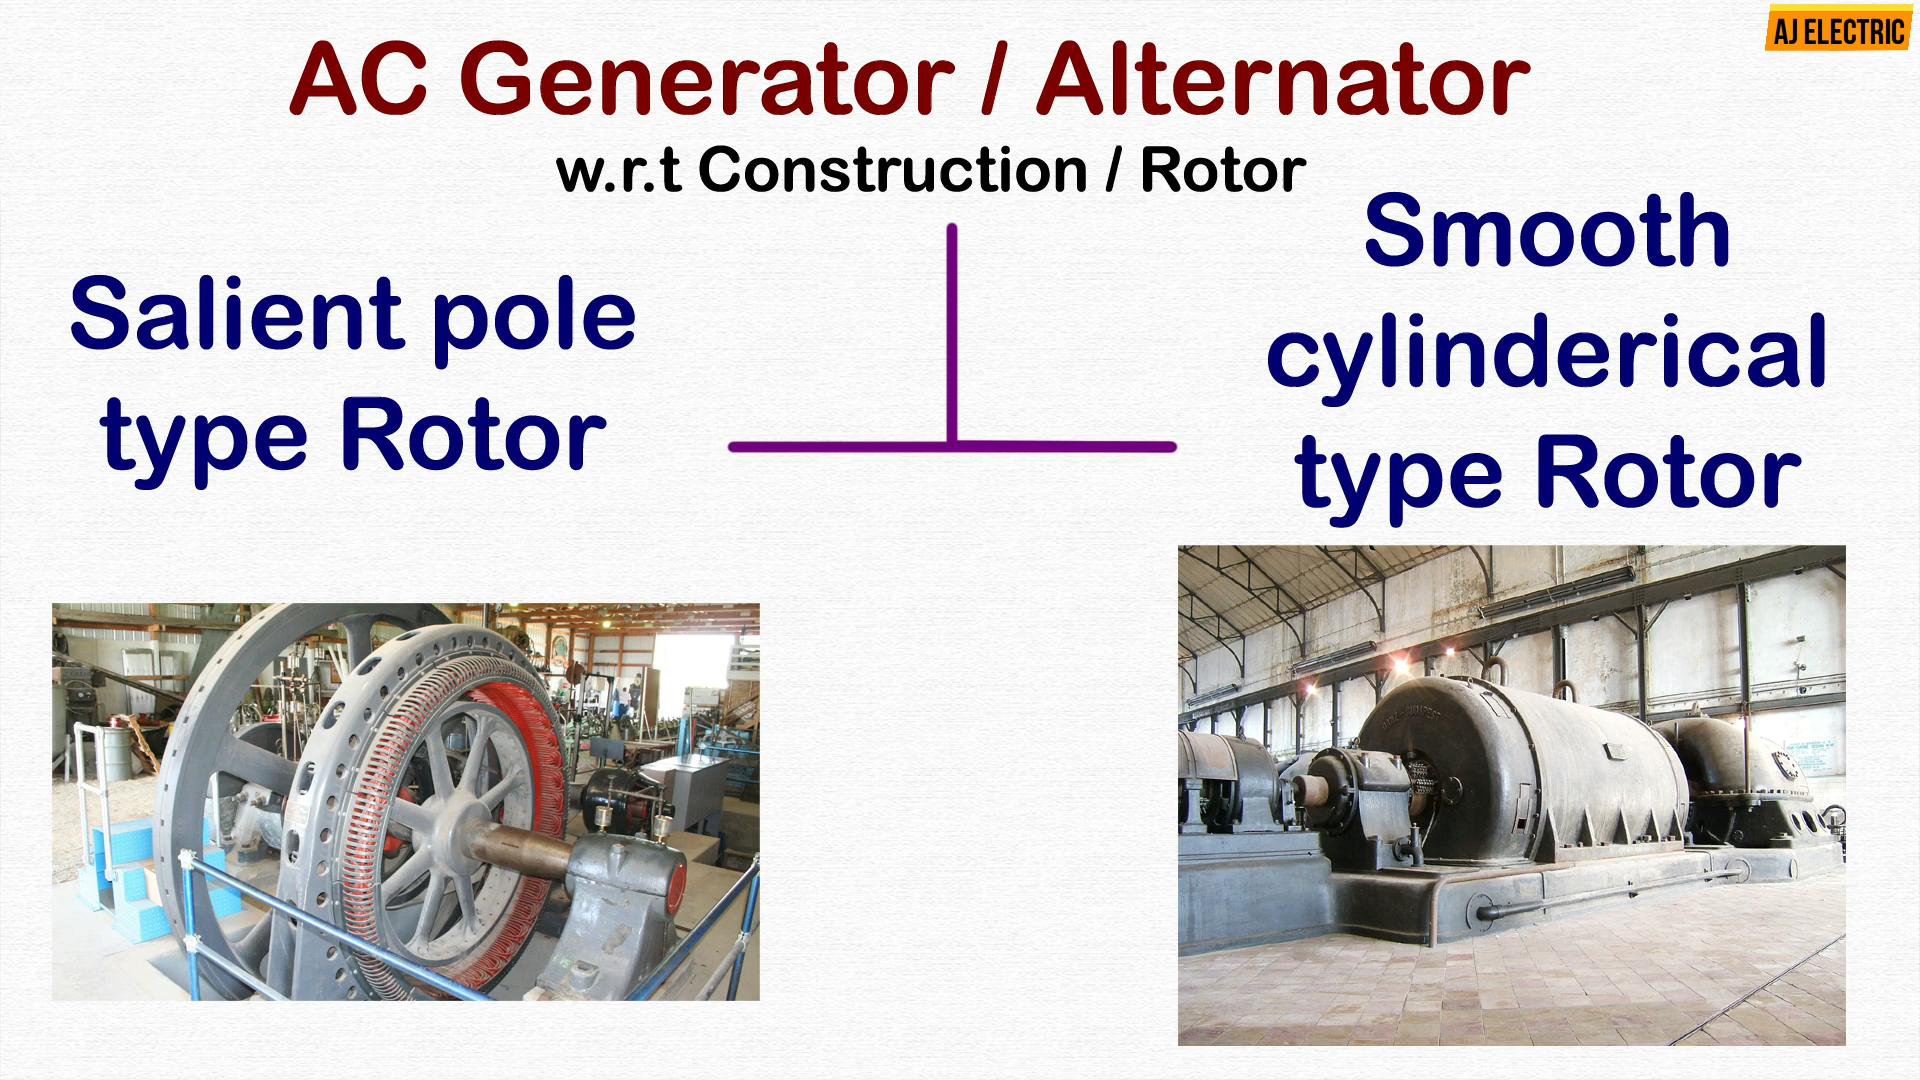 AJ ELECTRIC
AC Generator / Alternator
w.r.t Construction / Rotor
Salient pole
type Rotor
Smooth
cylinderical
type Rotor